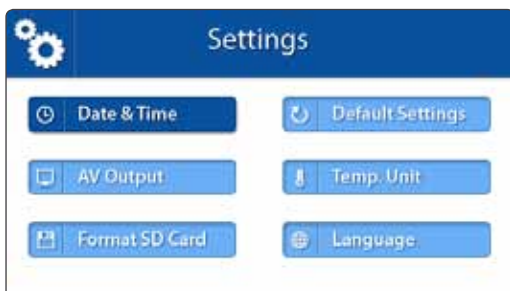 Settings
Date & Time
Default Settings
AV Output
Temp. Unit
Format SD Card
Language